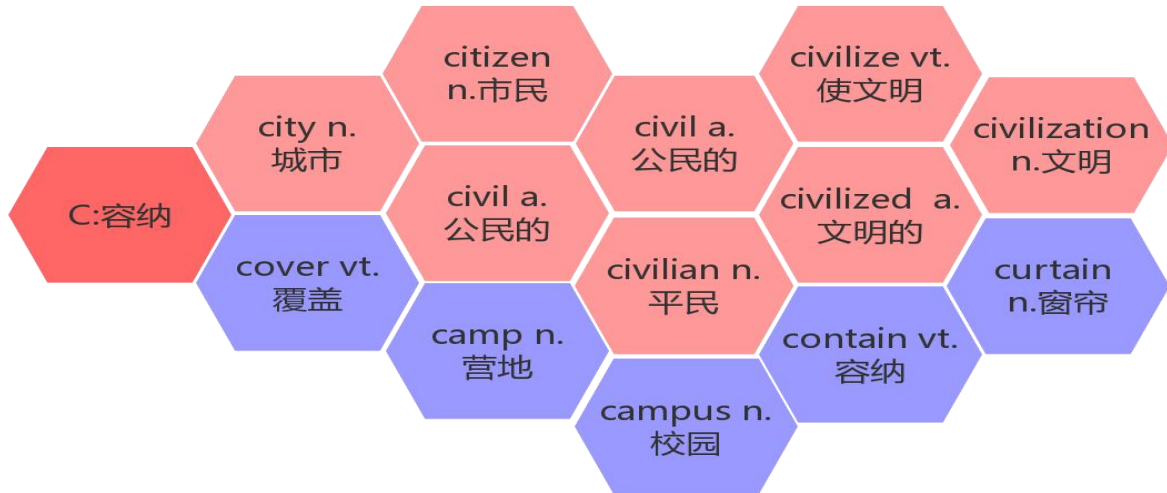 C:容纳
city n.
城市
citizen
n.市民
civil a.
公民的
civil a.
公民的
civilian n.
平民
civilize vt.
使文明
civilized  a.
文明的
civilization
n.文明
cover vt.
覆盖
camp n.
营地
campus n.
校园
contain vt.
容纳
curtain
n.窗帘